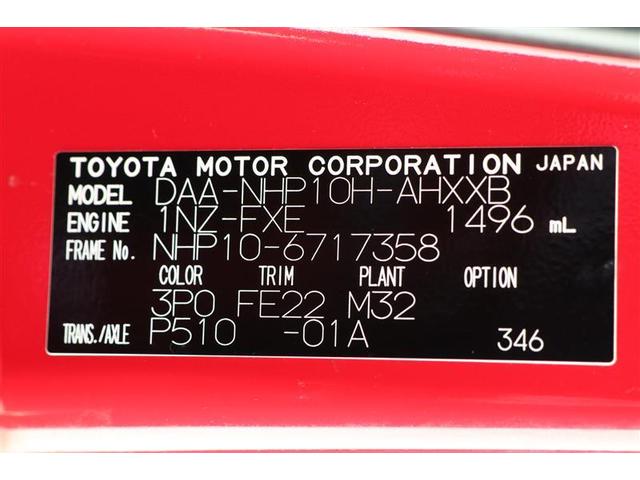 TOYOTA MOTOR CORPORATION JAPAN
MODEL DAA-NHP10H-AHXXB
ENGINE 1NZ-FXE 1496 mL
FRAME No. NHP10-6717358
COLOR TRIM PLANT OPTION
3P0 FE22 M32
TRANS./AXLE P510 -01A 346